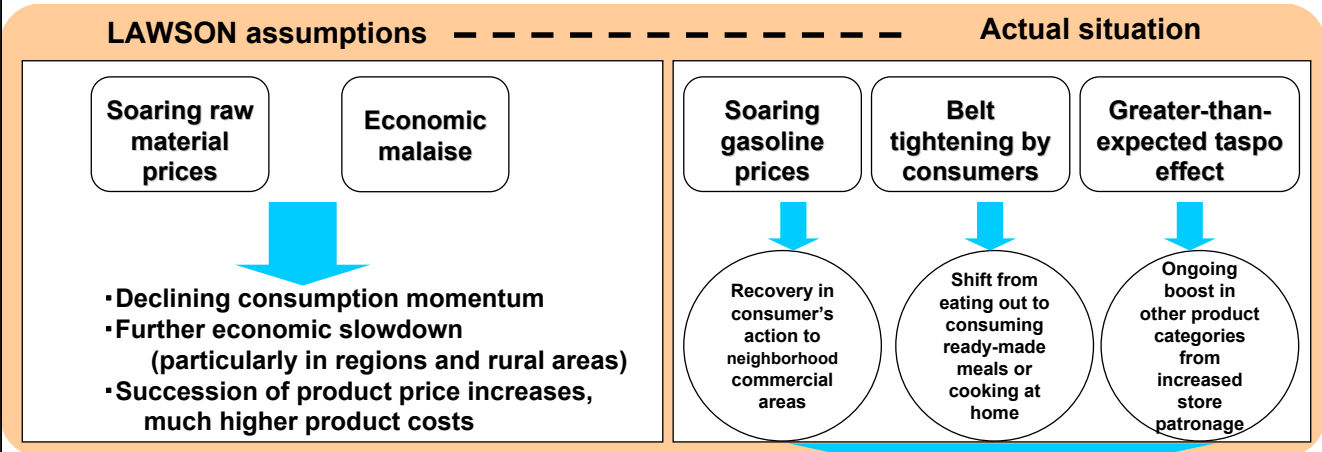 LAWSON assumptions
Actual situation
Soaring raw
material
prices
Economic
malaise
・Declining consumption momentum
・Further economic slowdown
(particularly in regions and rural areas)
・Succession of product price increases,
much higher product costs
Soaring
gasoline
prices
Recovery in
consumer's
action to
neighborhood
commercial
areas
Belt
tightening by
consumers
Shift from
eating out to
consuming
ready-made
meals or
cooking at
home
Greater-than-
expected taspo
effect
Ongoing
boost in
other product
categories
from
increased
store
patronage